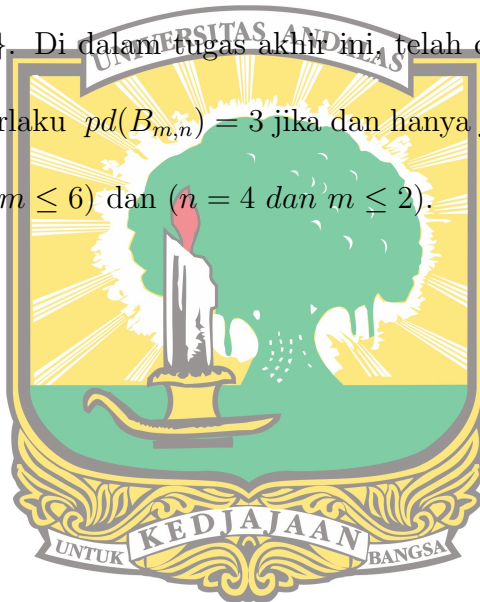 }. Di dalam tugas akhir ini, telah
UNIVERSITAS ANDALAS
rlaku pd(B_{m,n}) = 3 jika dan hanya
m ≤ 6) dan (n = 4 dan m ≤ 2).
KEDJAJAAN
UNTUK BANGSA